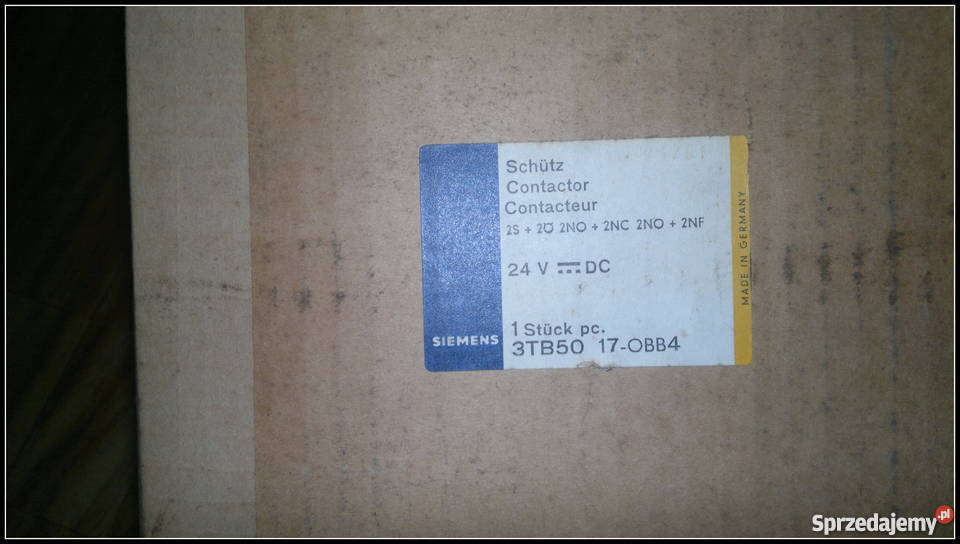 Schütz
Contactor
Contacteur
2S + 2Ö 2NO + 2NC 2NO + 2NF
24 V ⎓ DC
1 Stück pc.
3TB50 17-0BB4
SIEMENS
MADE IN GERMANY
Sprzedajemy.pl